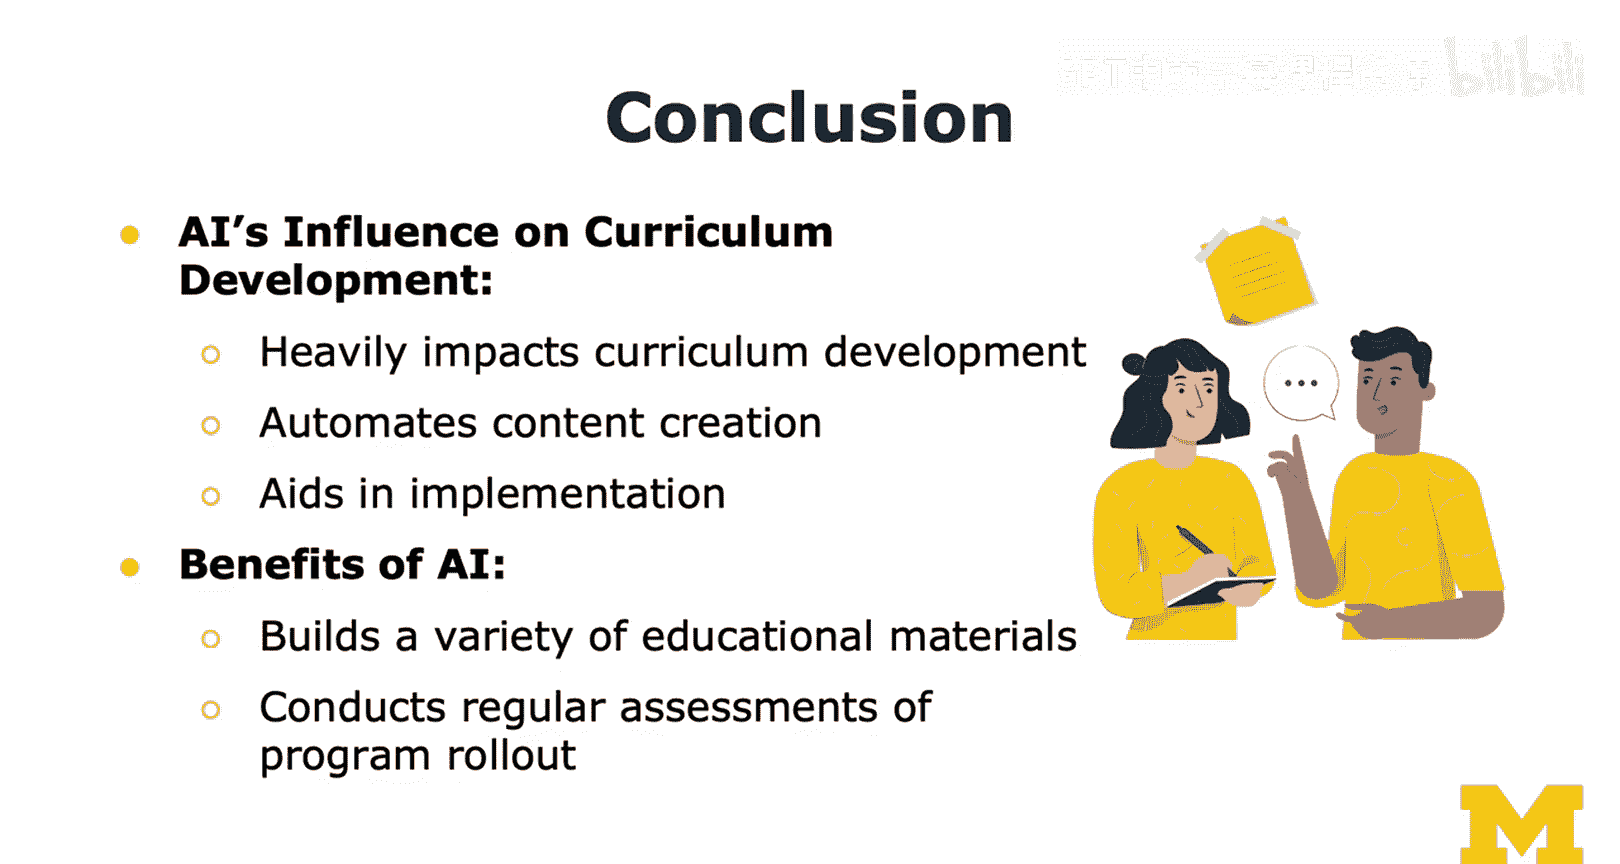 bilibili
Conclusion
AI’s Influence on Curriculum
Development:
Heavily impacts curriculum development
Automates content creation
Aids in implementation
Benefits of AI:
Builds a variety of educational materials
Conducts regular assessments of
program rollout
M